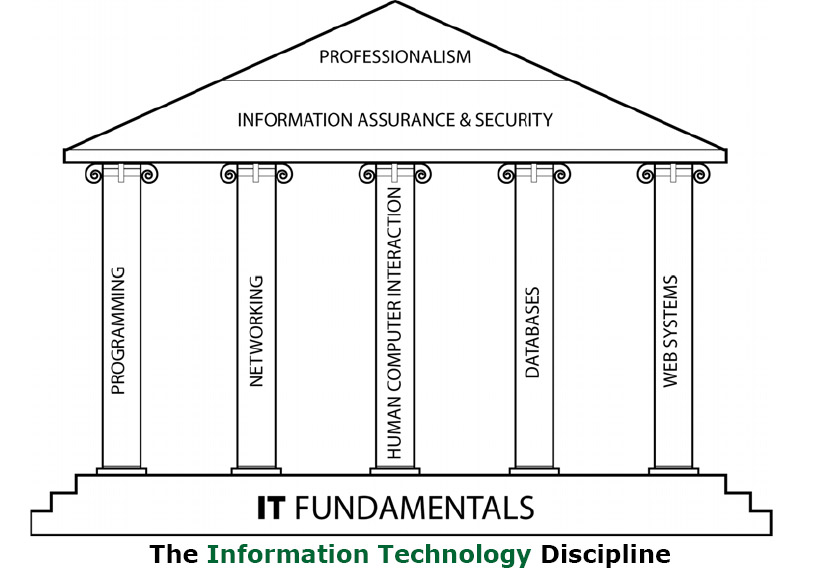 PROFESSIONALISM
INFORMATION ASSURANCE & SECURITY
PROGRAMMING
NETWORKING
HUMAN COMPUTER INTERACTION
DATABASES
WEB SYSTEMS
IT FUNDAMENTALS
The Information Technology Discipline